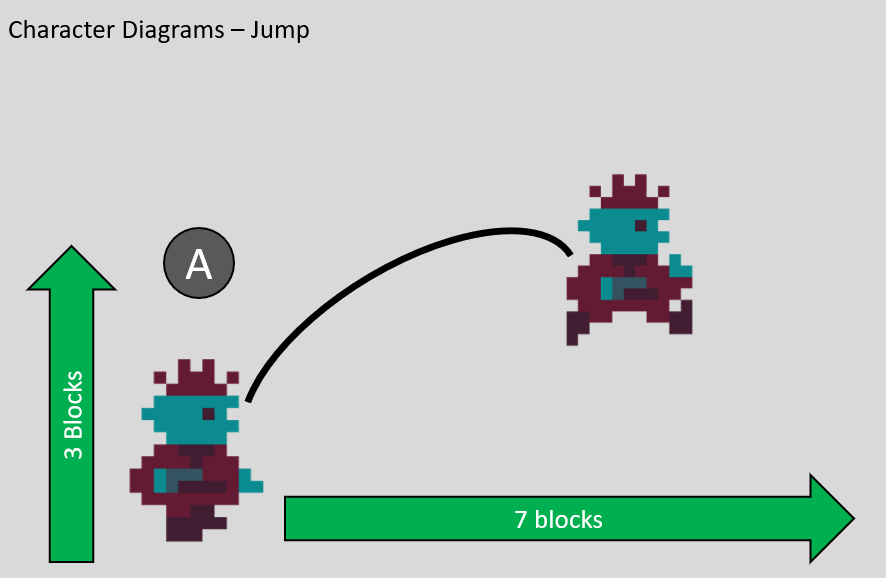 Character Diagrams – Jump
A
3 Blocks
7 blocks